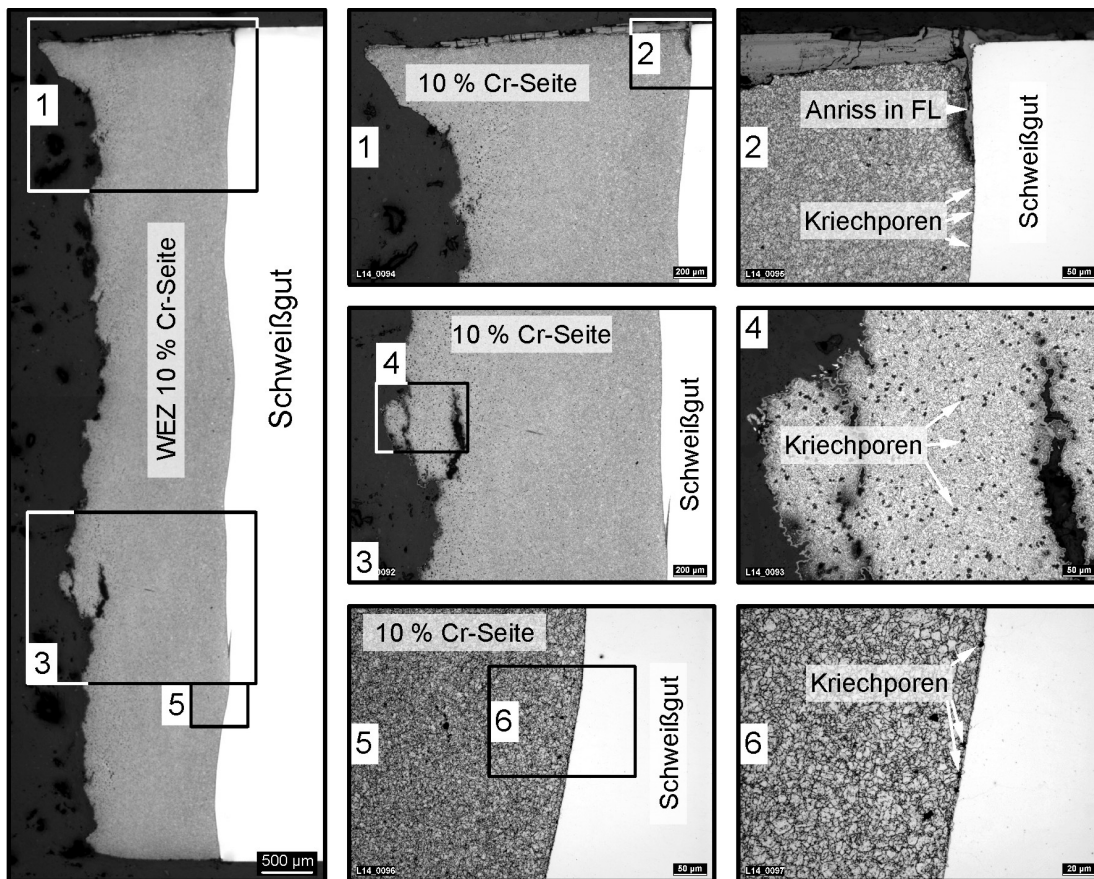 1
WEZ 10 % Cr-Seite
Schweißgut
3
5
500 µm
10 % Cr-Seite
2
1
L14_0094
200 µm
2
Anriss in FL
Kriechporen
Schweißgut
L14_0095
50 µm
10 % Cr-Seite
4
3
Schweißgut
0092
200 µm
4
Kriechporen
L14_0093
50 µm
10 % Cr-Seite
6
5
Schweißgut
L14_0096
50 µm
Kriechporen
6
L14_0097
20 µm